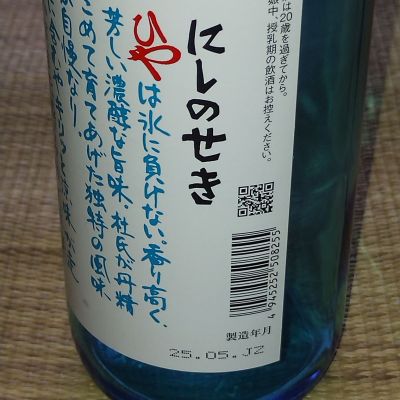 は20歳を過ぎてから。
娠中、授乳期の飲酒はお控えください。
にしのせき
ひやは氷に負けない。香り高く、
芳しい濃醇な旨味、杜氏が丹精
こめて育てあげた独特の風味
自慢なり
4945252508255
製造年月
25.05.JZ